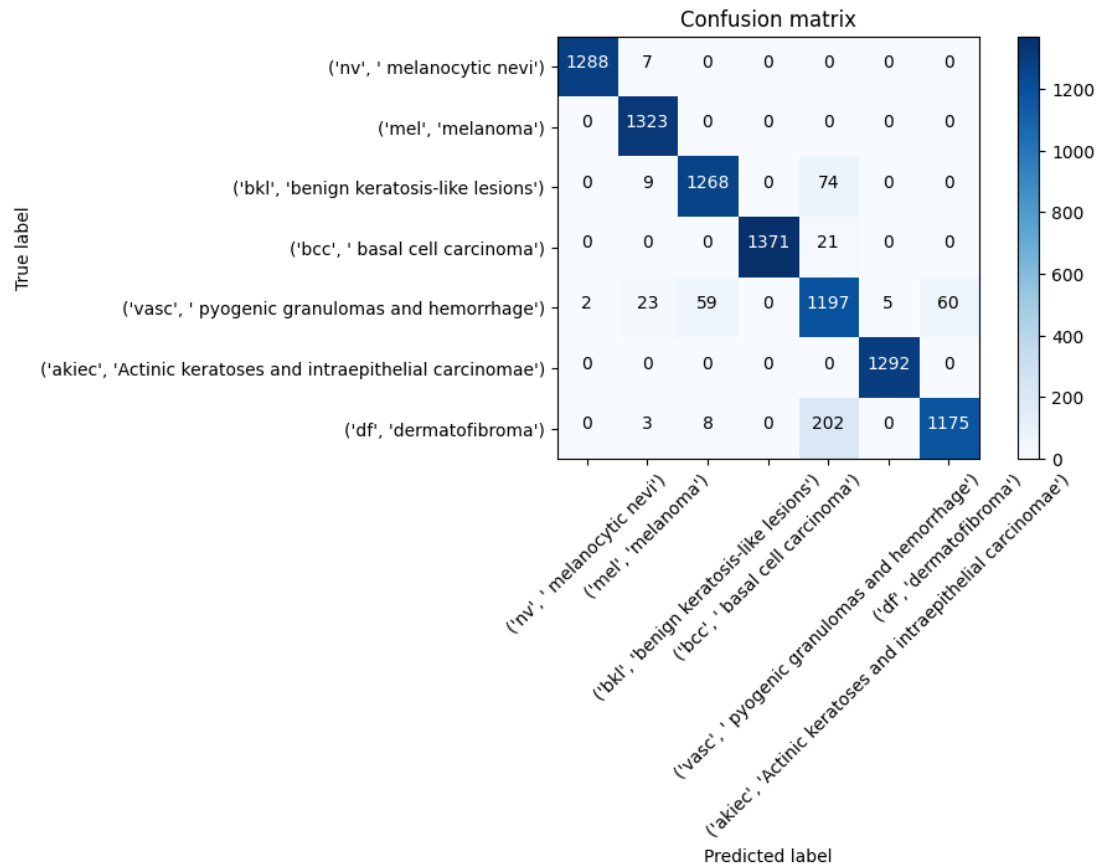 Confusion matrix
True label
('nv', ' melanocytic nevi') 1288 7 0 0 0 0 0
('mel', 'melanoma') 0 1323 0 0 0 0 0
('bkl', 'benign keratosis-like lesions') 0 9 1268 0 74 0 0
('bcc', ' basal cell carcinoma') 0 0 0 1371 21 0 0
('vasc', ' pyogenic granulomas and hemorrhage') 2 23 59 0 1197 5 60
('akiec', 'Actinic keratoses and intraepithelial carcinomae') 0 0 0 0 0 1292 0
('df', 'dermatofibroma') 0 3 8 0 202 0 1175
1200
1000
800
600
400
200
0
('nv', ' melanocytic nevi')
('mel', 'melanoma')
('bkl', 'benign keratosis-like lesions')
('bcc', ' basal cell carcinoma')
('vasc', ' pyogenic granulomas and hemorrhage')
('akiec', 'Actinic keratoses and intraepithelial carcinomae')
('df', 'dermatofibroma')
Predicted label